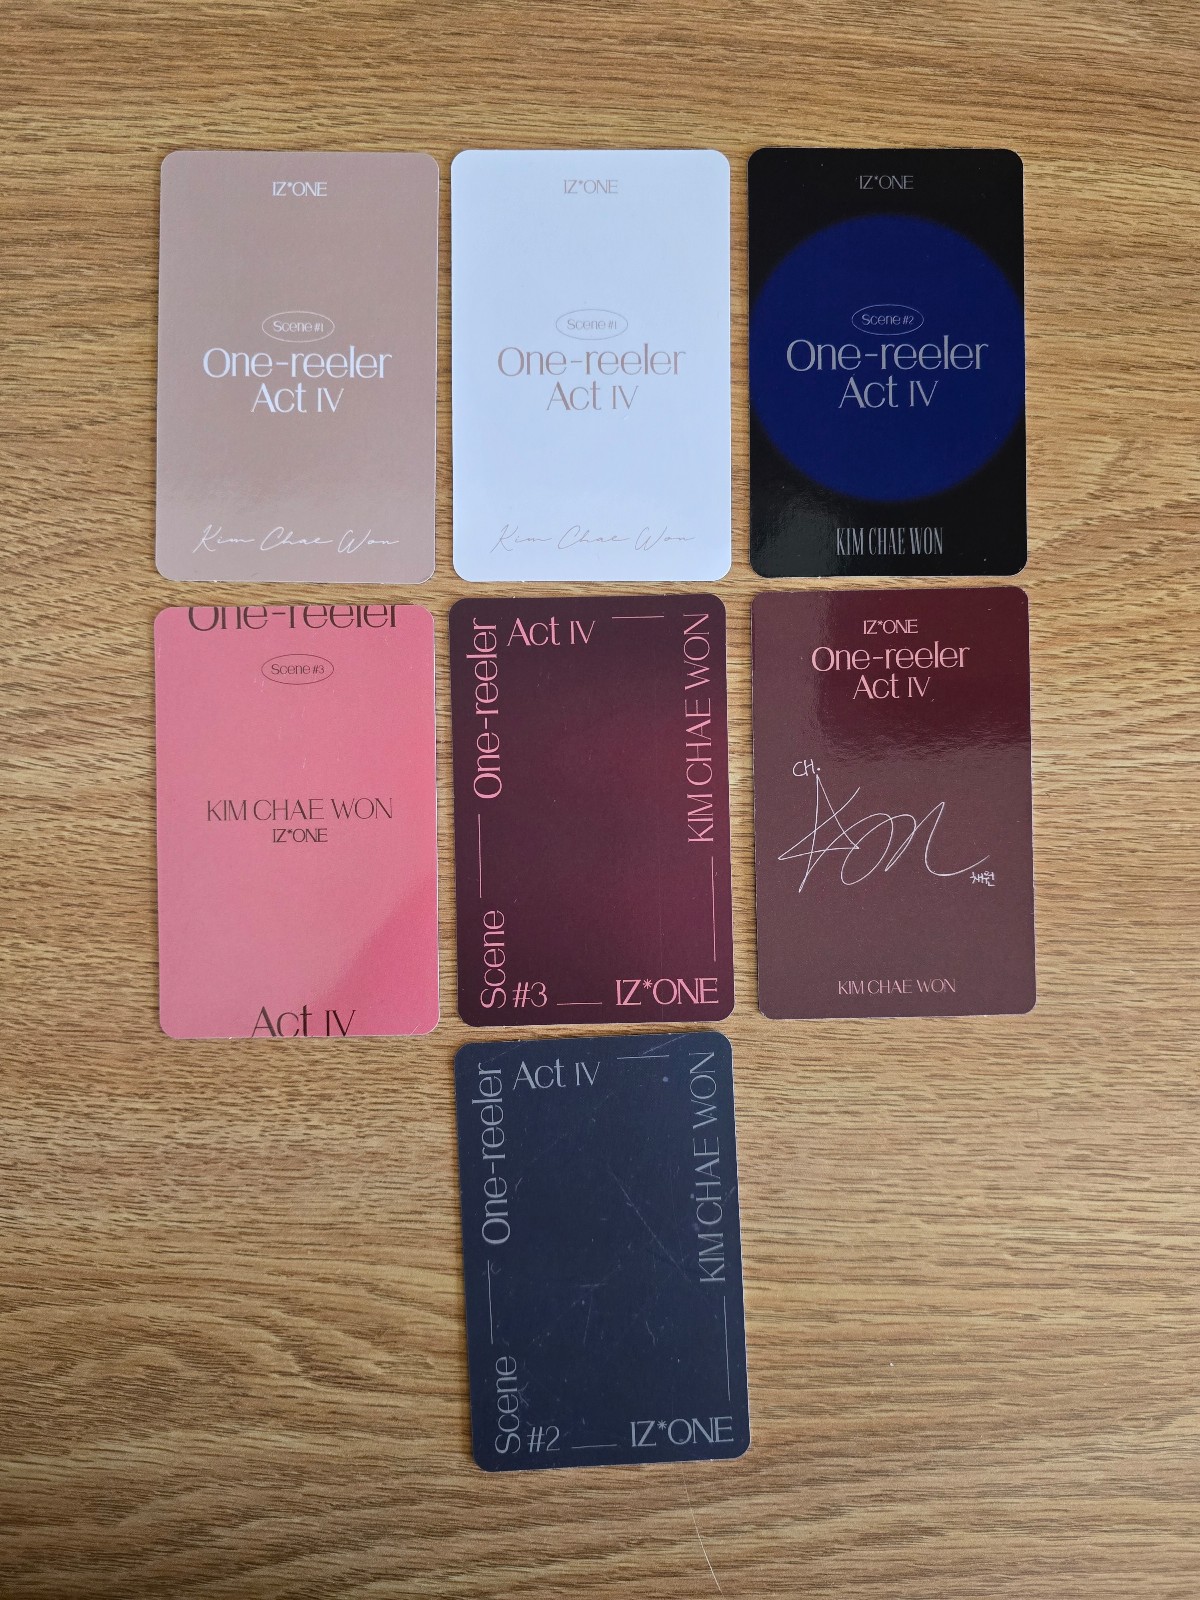 IZ*ONE
Scene #1
One-reeler
Act IV
Kim Chae Won
IZ*ONE
Scene #1
One-reeler
Act IV
Kim Chae Won
IZ*ONE
Scene #2
One-reeler
Act IV
KIM CHAE WON
One-reeler
Scene #3
KIM CHAE WON
IZ*ONE
Act IV
Scene
One-reeler
Act IV
KIM CHAE WON
#3
IZ*ONE
IZ*ONE
One-reeler
Act IV
CH.
Won
채원
KIM CHAE WON
Scene
One-reeler
Act IV
KIM CHAE WON
#2
IZ*ONE